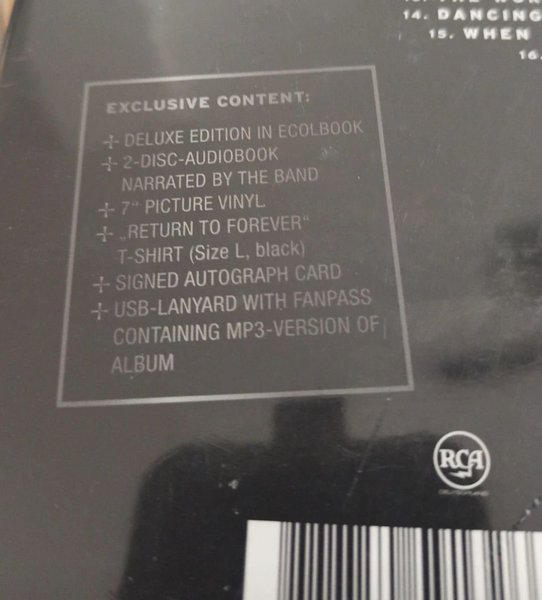 14. DANCING
15. WHEN
16.
EXCLUSIVE CONTENT:
DELUXE EDITION IN ECOLBOOK
2-DISC-AUDIOBOOK
NARRATED BY THE BAND
7“ PICTURE VINYL
„RETURN TO FOREVER“
T-SHIRT (Size L, black)
SIGNED AUTOGRAPH CARD
USB-LANYARD WITH FANPASS
CONTAINING MP3-VERSION OF
ALBUM
RCA